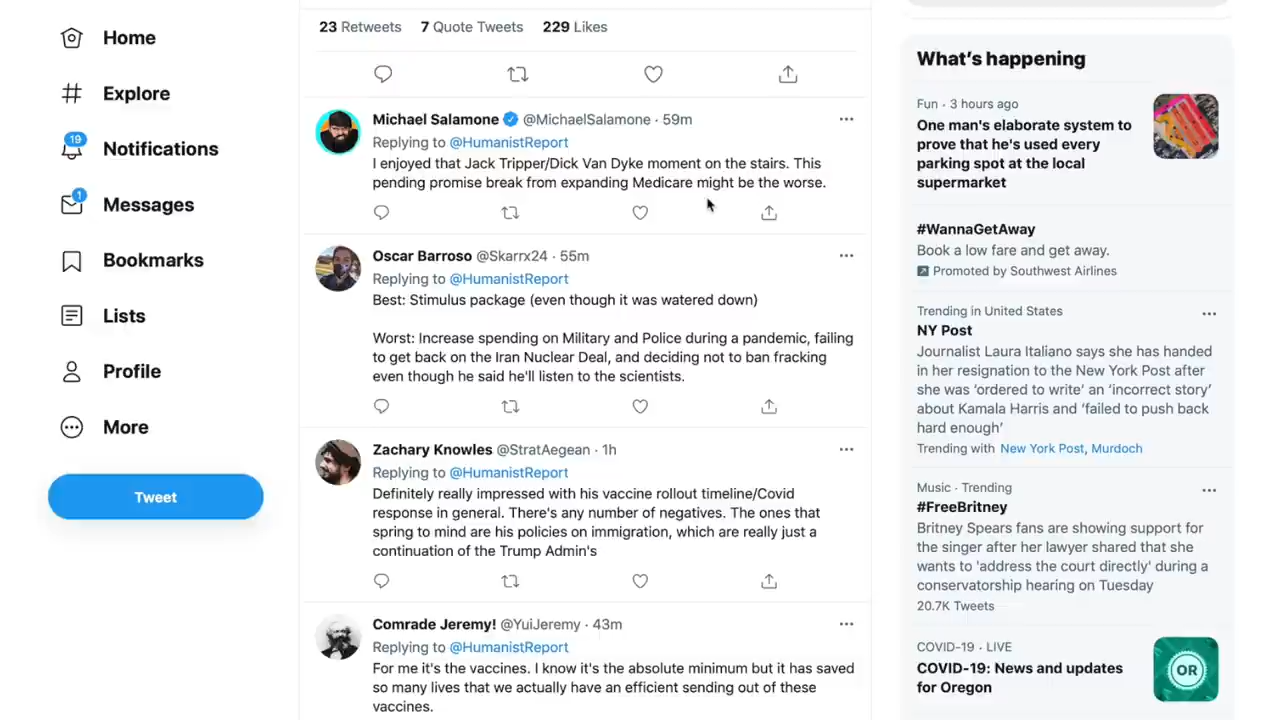 Home
Explore
19
Notifications
1
Messages
Bookmarks
Lists
Profile
More
Tweet
23 Retweets 7 Quote Tweets 229 Likes
Michael Salamone @MichaelSalamone · 59m
Replying to @HumanistReport
I enjoyed that Jack Tripper/Dick Van Dyke moment on the stairs. This
pending promise break from expanding Medicare might be the worse.
Oscar Barroso @Skarrx24 · 55m
Replying to @HumanistReport
Best: Stimulus package (even though it was watered down)
Worst: Increase spending on Military and Police during a pandemic, failing
to get back on the Iran Nuclear Deal, and deciding not to ban fracking
even though he said he'll listen to the scientists.
Zachary Knowles @StratAegean · 1h
Replying to @HumanistReport
Definitely really impressed with his vaccine rollout timeline/Covid
response in general. There's any number of negatives. The ones that
spring to mind are his policies on immigration, which are really just a
continuation of the Trump Admin's
Comrade Jeremy! @YuiJeremy · 43m
Replying to @HumanistReport
For me it's the vaccines. I know it's the absolute minimum but it has saved
so many lives that we actually have an efficient sending out of these
vaccines.
What's happening
Fun · 3 hours ago
One man's elaborate system to
prove that he's used every
parking spot at the local
supermarket
#WannaGetAway
Book a low fare and get away.
Promoted by Southwest Airlines
Trending in United States
NY Post
Journalist Laura Italiano says she has handed
in her resignation to the New York Post after
she was 'ordered to write' an 'incorrect story'
about Kamala Harris and 'failed to push back
hard enough'
Trending with New York Post, Murdoch
Music · Trending
#FreeBritney
Britney Spears fans are showing support for
the singer after her lawyer shared that she
wants to 'address the court directly' during a
conservatorship hearing on Tuesday
20.7K Tweets
COVID-19 · LIVE
COVID-19: News and updates
for Oregon
OR